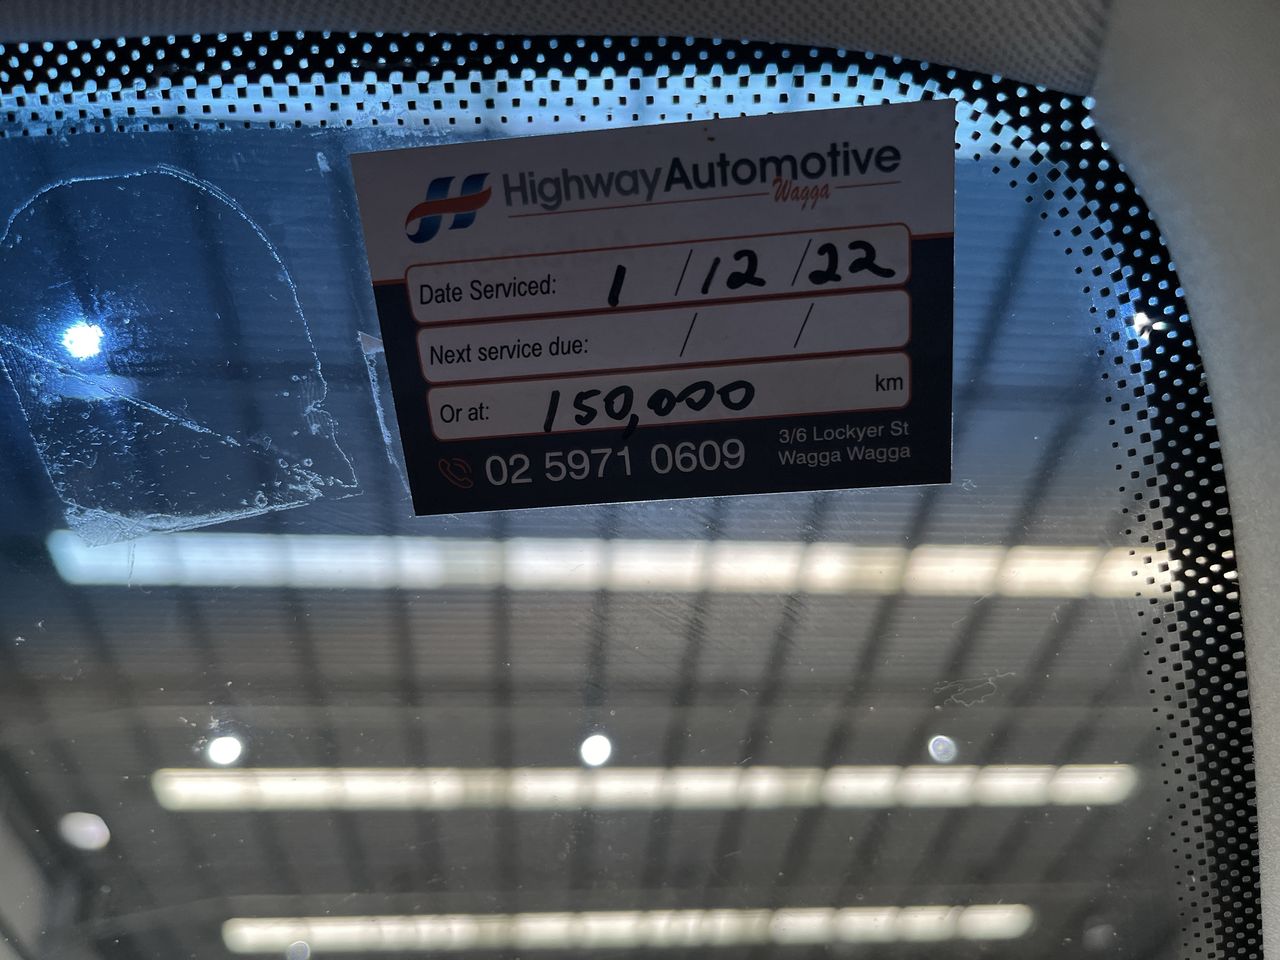 HighwayAutomotive
Wagga
Date Serviced: 1 / 12 / 22
Next service due: / /
Or at: 150,000 km
02 5971 0609
3/6 Lockyer St
Wagga Wagga